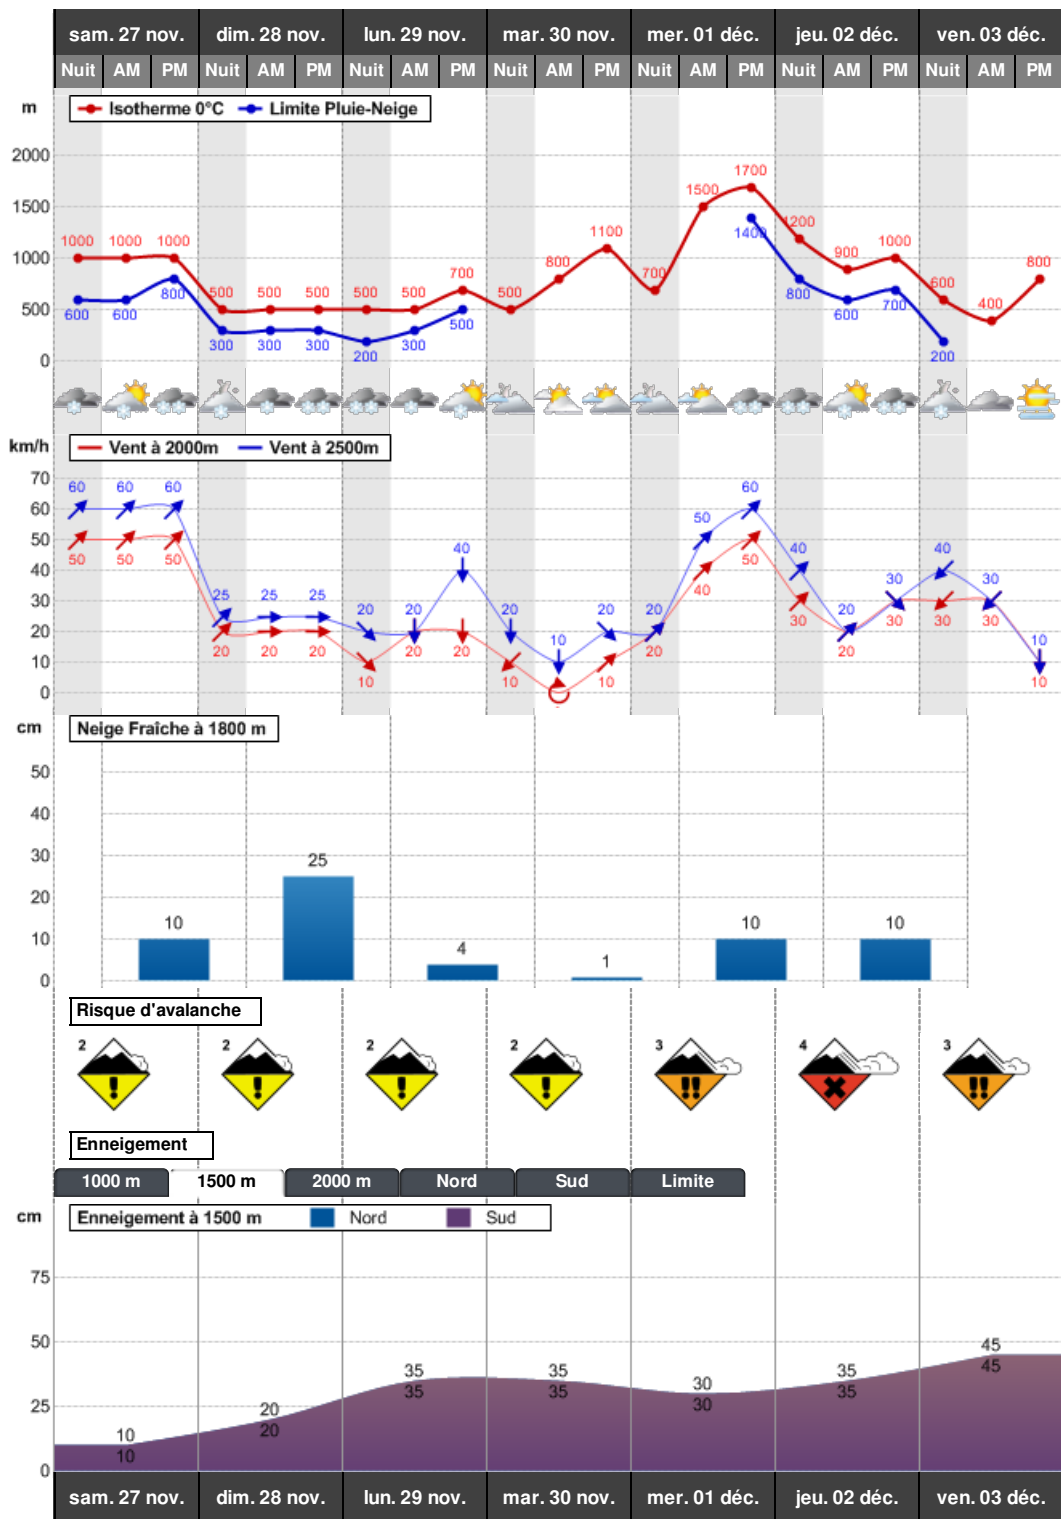 sam. 27 nov. dim. 28 nov. lun. 29 nov. mar. 30 nov. mer. 01 déc. jeu. 02 déc. ven. 03 déc.
Nuit AM PM Nuit AM PM Nuit AM PM Nuit AM PM Nuit AM PM Nuit AM PM Nuit AM PM
m Isotherme 0°C Limite Pluie-Neige
2000
1700
1500 1500
1400 1200
1100
1000 1000 1000 1000 1000
900
800 800 800 800
700 700 700
600 600 600 600
500 500 500 500 500 500 500 500
400
300 300 300 300
200 200
0
km/h Vent à 2000m Vent à 2500m
70
60 60 60 60 60
50 50 50 50 50 50
40 40 40 40 40
30 30 30 30 30 30 30
25 25 25
20 20 20 20 20 20 20 20 20 20 20 20 20 20
10 10 10 10 10 10 10
0
cm Neige Fraîche à 1800 m
50
40
30
25
20
10 10 10 10
4
1
0
Risque d'avalanche
2 2 2 2 3 4 3
Enneigement
1000 m 1500 m 2000 m Nord Sud Limite
cm Enneigement à 1500 m Nord Sud
75
50
45
45
35 35 35
35 35 35
30
30
25
20
20
10
10
0
sam. 27 nov. dim. 28 nov. lun. 29 nov. mar. 30 nov. mer. 01 déc. jeu. 02 déc. ven. 03 déc.